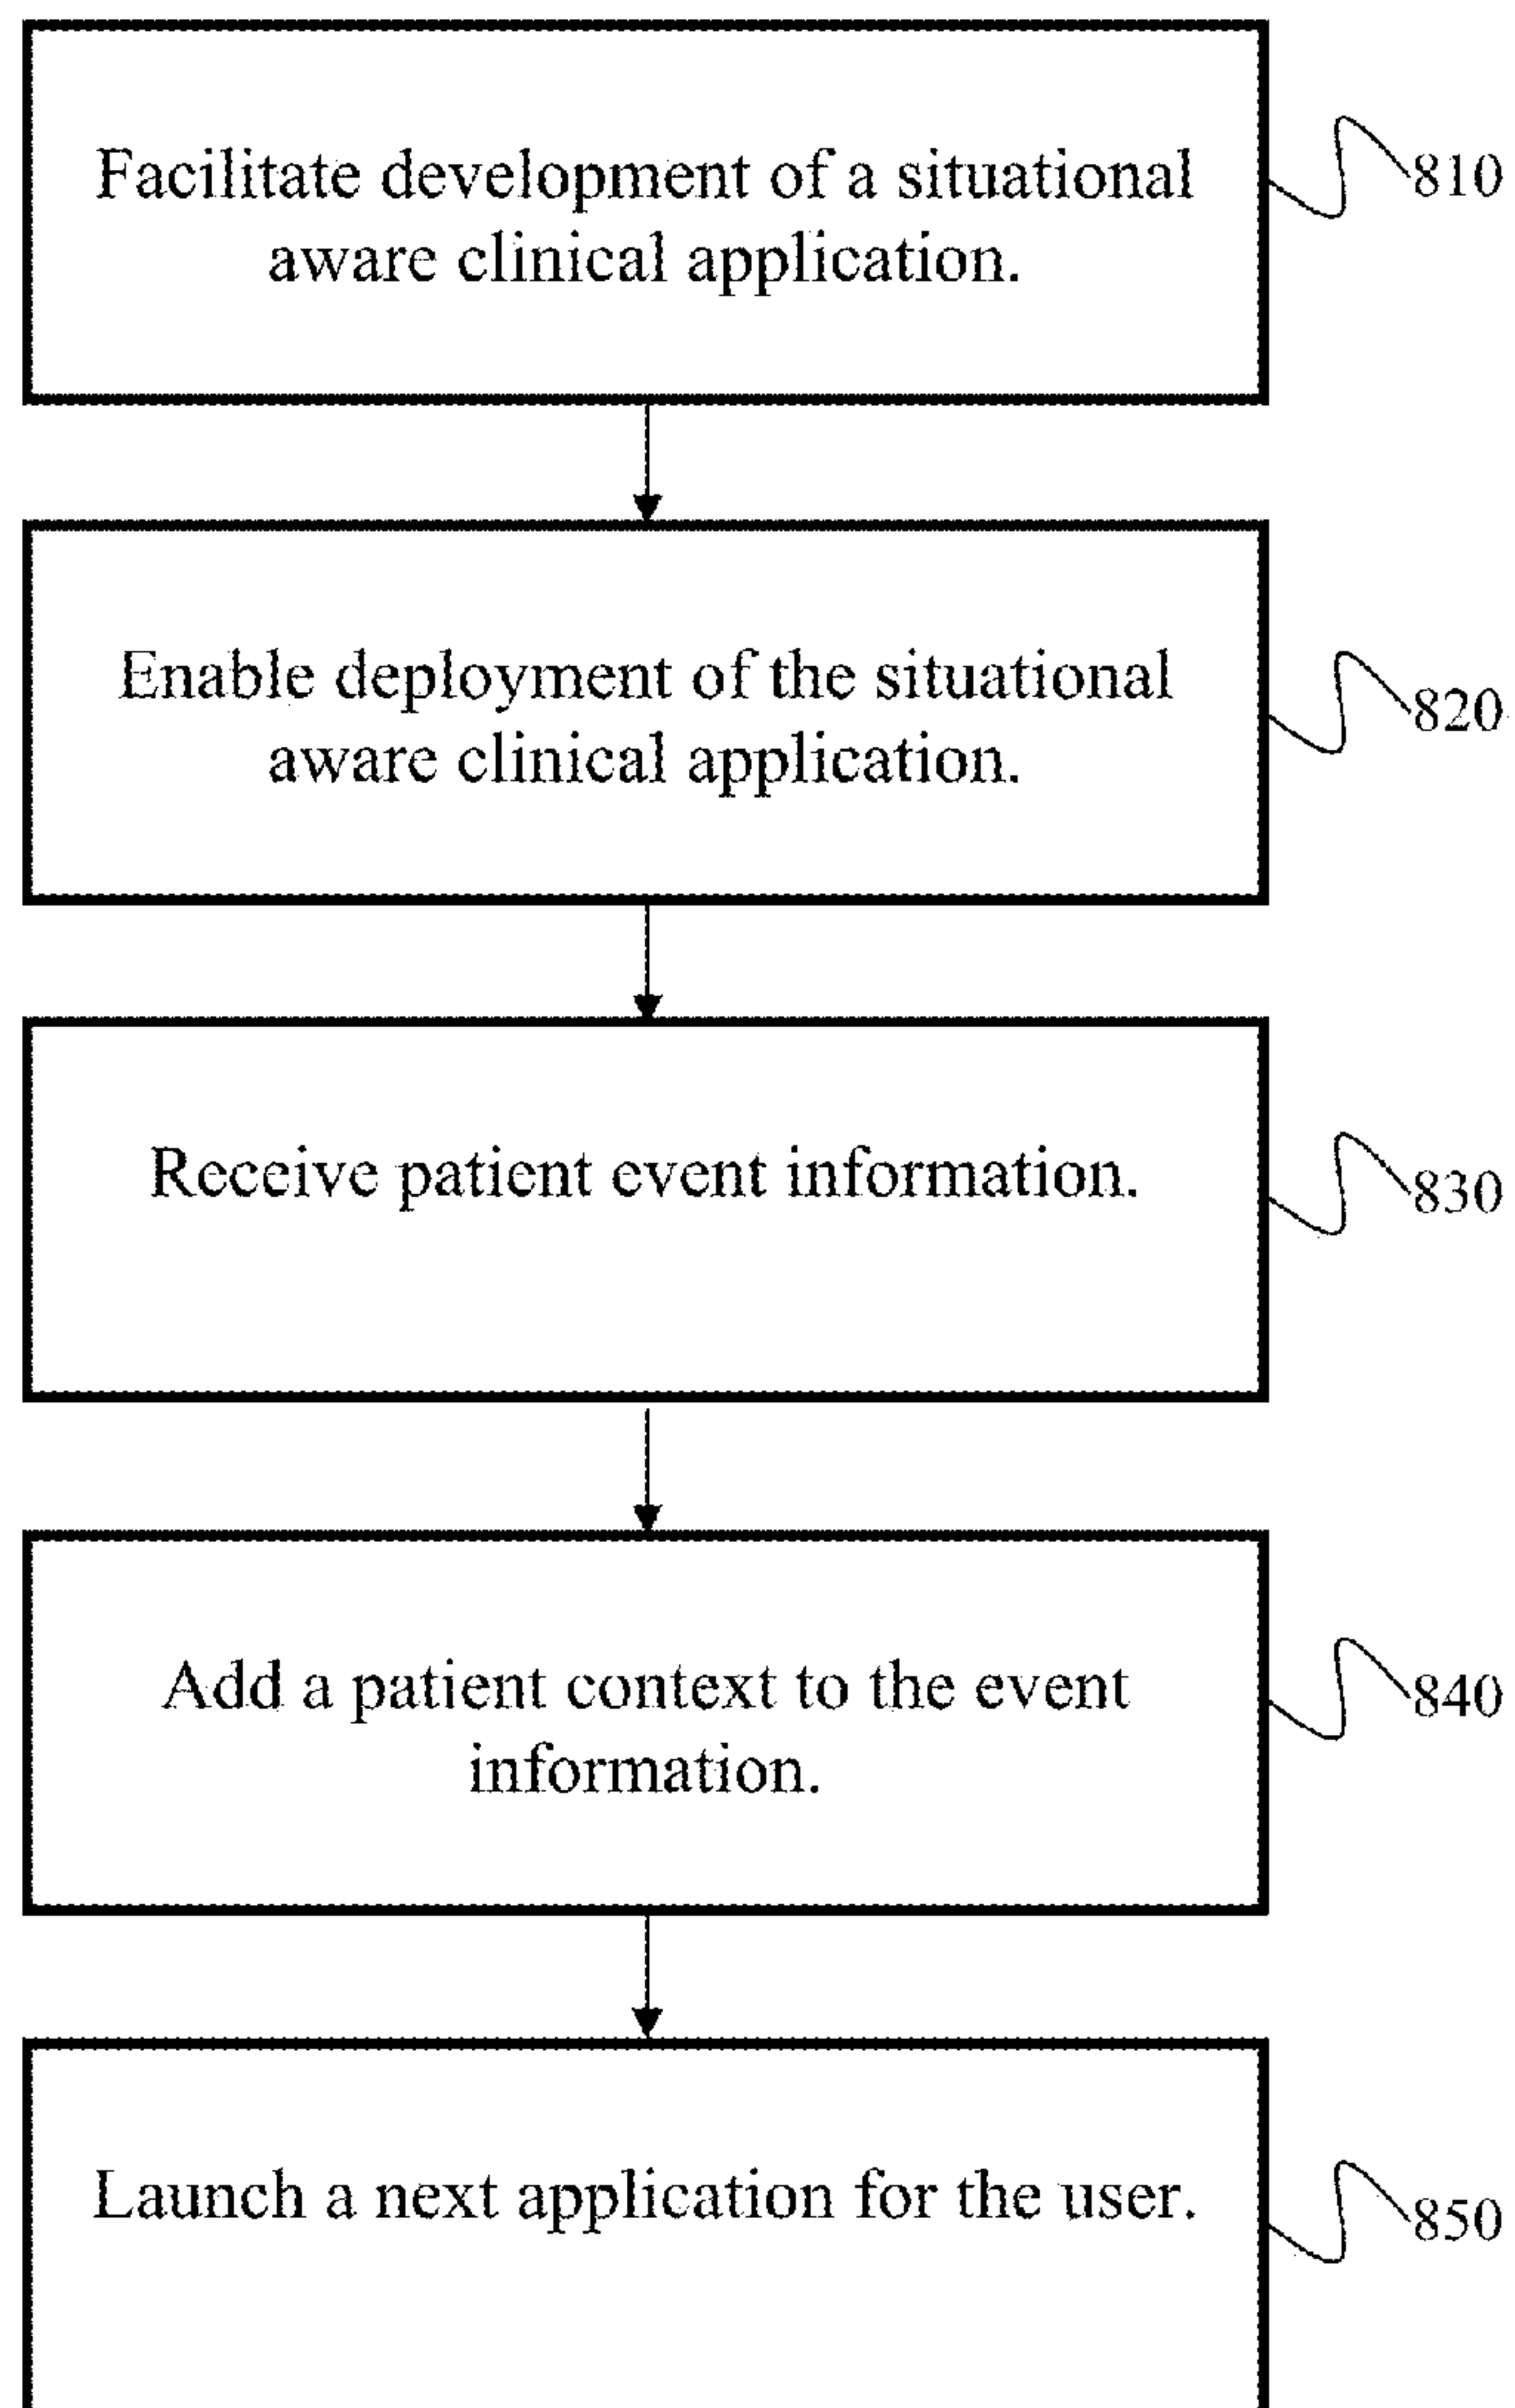 Facilitate development of a situational
aware clinical application.
810
Enable deployment of the situational
aware clinical application.
820
Receive patient event information.
830
Add a patient context to the event
information.
840
Launch a next application for the user.
850